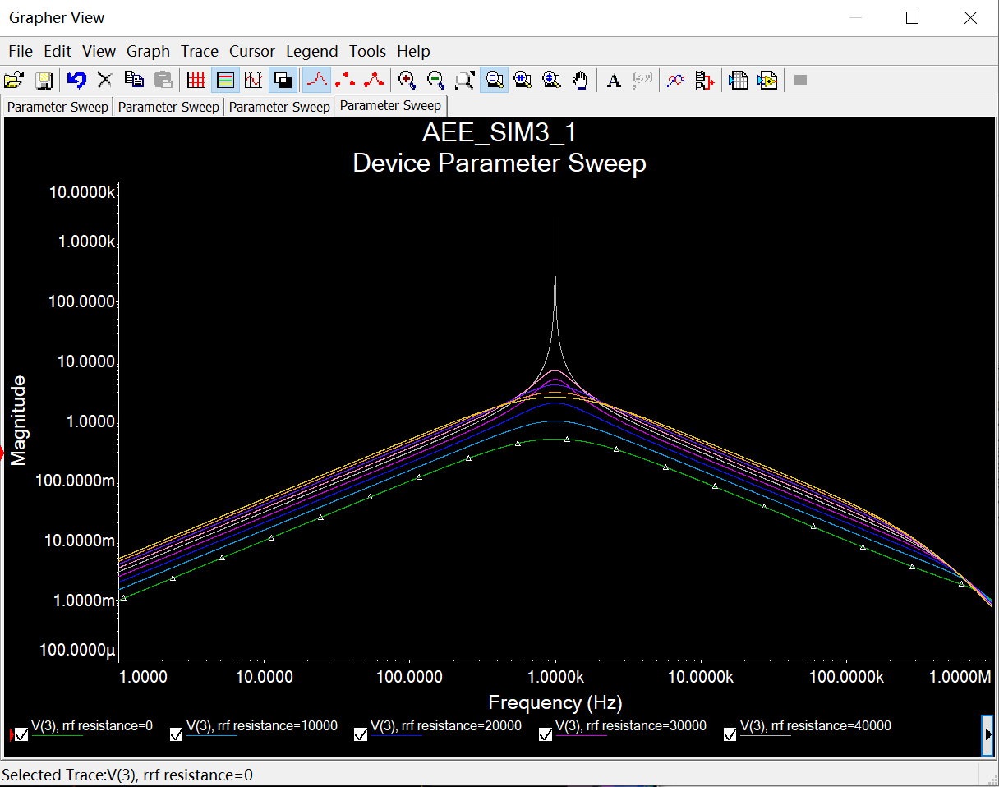 Grapher View
File Edit View Graph Trace Cursor Legend Tools Help
A
Parameter Sweep Parameter Sweep Parameter Sweep Parameter Sweep
AEE_SIM3_1
Device Parameter Sweep
10.0000k
1.0000k
100.0000
10.0000
1.0000
100.0000m
10.0000m
1.0000m
100.0000µ
Magnitude
1.0000 10.0000 100.0000 1.0000k 10.0000k 100.0000k 1.0000M
Frequency (Hz)
V(3), rrf resistance=0 V(3), rrf resistance=10000 V(3), rrf resistance=20000 V(3), rrf resistance=30000 V(3), rrf resistance=40000
Selected Trace:V(3), rrf resistance=0